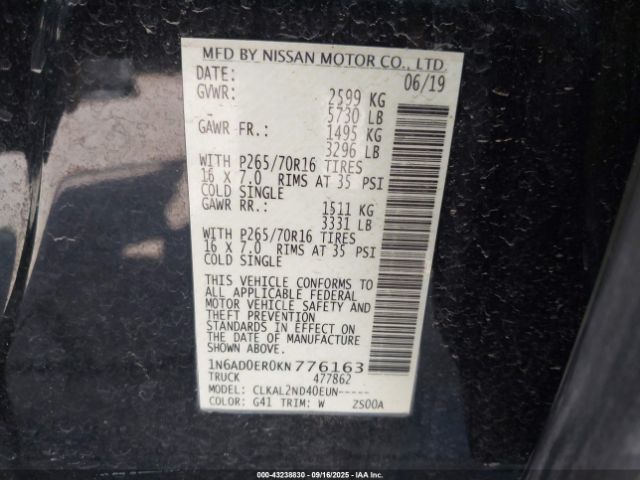 MFD BY NISSAN MOTOR CO., LTD.
DATE: 06/19
GVWR: 2599 KG
5730 LB
GAWR FR.: 1495 KG
3296 LB
WITH P265/70R16 TIRES
16 X 7.0 RIMS AT 35 PSI
COLD SINGLE
GAWR RR.: 1511 KG
3331 LB
WITH P265/70R16 TIRES
16 X 7.0 RIMS AT 35 PSI
COLD SINGLE
THIS VEHICLE CONFORMS TO
ALL APPLICABLE FEDERAL
MOTOR VEHICLE SAFETY AND
THEFT PREVENTION
STANDARDS IN EFFECT ON
THE DATE OF MANUFACTURE
SHOWN ABOVE.
1N6AD0ER0KN776163
TRUCK 477862
MODEL: CLKAL2ND40EUN-----
COLOR: G41 TRIM: W ZS00A
000-43238830 - 09/16/2025 - IAA Inc.